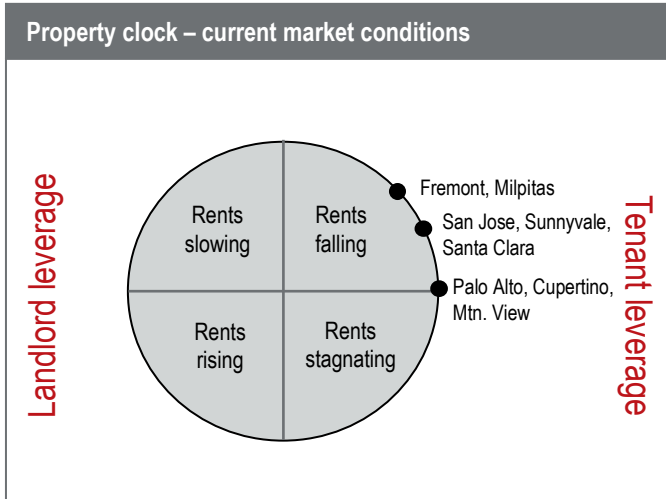 Property clock – current market conditions
Landlord leverage
Rents
slowing
Rents
falling
Rents
rising
Rents
stagnating
Fremont, Milpitas
San Jose, Sunnyvale,
Santa Clara
Palo Alto, Cupertino,
Mtn. View
Tenant leverage